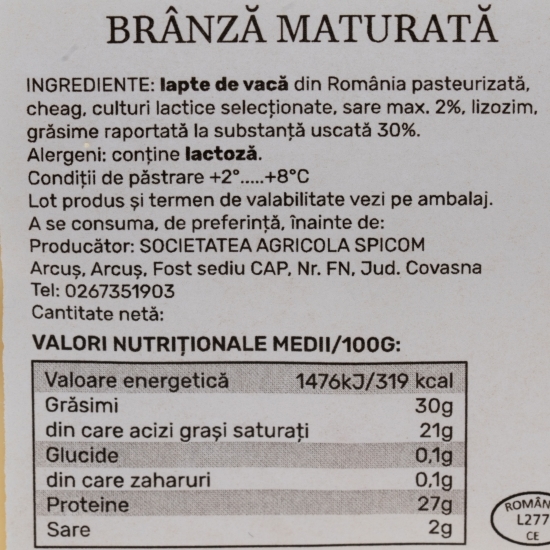 BRÂNZĂ MATURATĂ
INGREDIENTE: lapte de vacă din România pasteurizată,
cheag, culturi lactice selecționate, sare max. 2%, lizozim,
grăsime raportată la substanță uscată 30%.
Alergeni: conține lactoză.
Condiții de păstrare +2°.....+8°C
Lot produs și termen de valabilitate vezi pe ambalaj.
A se consuma, de preferință, înainte de:
Producător: SOCIETATEA AGRICOLA SPICOM
Arcuș, Arcuș, Fost sediu CAP, Nr. FN, Jud. Covasna
Tel: 0267351903
Cantitate netă:
VALORI NUTRIȚIONALE MEDII/100G:
Valoare energetică 1476kJ/319 kcal
Grăsimi 30g
din care acizi grași saturați 21g
Glucide 0,1g
din care zaharuri 0,1g
Proteine 27g
Sare 2g
ROMÂN
L277
CE